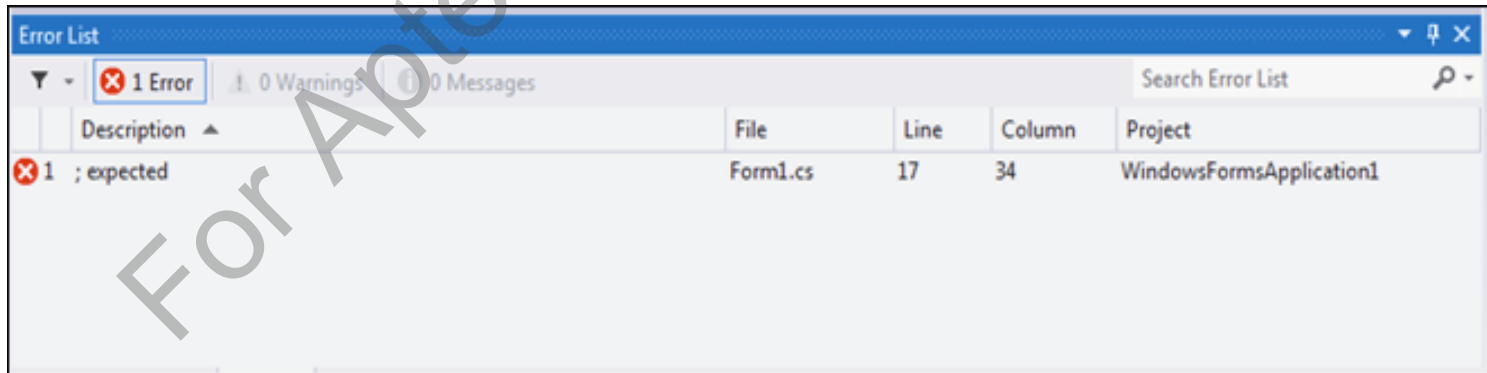 Error List
1 Error 0 Warnings 0 Messages Search Error List
Description File Line Column Project
1 ; expected Form1.cs 17 34 WindowsFormsApplication1
For Apte